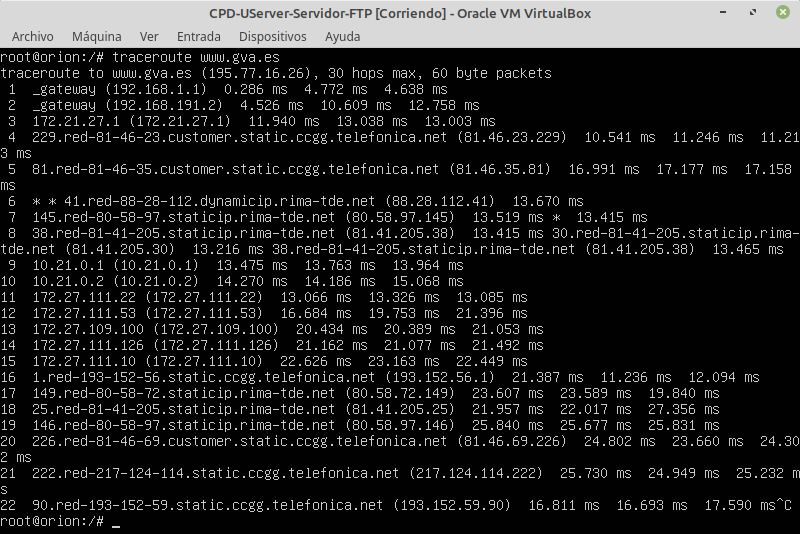 CPD-UServer-Servidor-FTP [Corriendo] - Oracle VM VirtualBox
Archivo Máquina Ver Entrada Dispositivos Ayuda
root@orion:/# traceroute www.gva.es
traceroute to www.gva.es (195.77.16.26), 30 hops max, 60 byte packets
 1  _gateway (192.168.1.1)  0.286 ms  4.772 ms  4.638 ms
 2  _gateway (192.168.191.2)  4.526 ms  10.609 ms  12.758 ms
 3  172.21.27.1 (172.21.27.1)  11.940 ms  13.038 ms  13.003 ms
 4  229.red-81-46-23.customer.static.ccgg.telefonica.net (81.46.23.229)  10.541 ms  11.246 ms  11.21
3 ms
 5  81.red-81-46-35.customer.static.ccgg.telefonica.net (81.46.35.81)  16.991 ms  17.177 ms  17.158
ms
 6  * * 41.red-88-28-112.dynamicip.rima-tde.net (88.28.112.41)  13.670 ms
 7  145.red-80-58-97.staticip.rima-tde.net (80.58.97.145)  13.519 ms *  13.415 ms
 8  38.red-81-41-205.staticip.rima-tde.net (81.41.205.38)  13.415 ms 30.red-81-41-205.staticip.rima-
tde.net (81.41.205.30)  13.216 ms 38.red-81-41-205.staticip.rima-tde.net (81.41.205.38)  13.465 ms
 9  10.21.0.1 (10.21.0.1)  13.475 ms  13.763 ms  13.964 ms
10  10.21.0.2 (10.21.0.2)  14.270 ms  14.186 ms  15.068 ms
11  172.27.111.22 (172.27.111.22)  13.066 ms  13.326 ms  13.085 ms
12  172.27.111.53 (172.27.111.53)  16.684 ms  19.753 ms  21.396 ms
13  172.27.109.100 (172.27.109.100)  20.434 ms  20.389 ms  21.053 ms
14  172.27.111.126 (172.27.111.126)  21.162 ms  21.077 ms  21.492 ms
15  172.27.111.10 (172.27.111.10)  22.626 ms  23.163 ms  22.449 ms
16  1.red-193-152-56.static.ccgg.telefonica.net (193.152.56.1)  21.387 ms  11.236 ms  12.094 ms
17  149.red-80-58-72.staticip.rima-tde.net (80.58.72.149)  23.607 ms  23.589 ms  19.840 ms
18  25.red-81-41-205.staticip.rima-tde.net (81.41.205.25)  21.957 ms  22.017 ms  27.356 ms
19  146.red-80-58-97.staticip.rima-tde.net (80.58.97.146)  25.840 ms  25.677 ms  25.831 ms
20  226.red-81-46-69.customer.static.ccgg.telefonica.net (81.46.69.226)  24.802 ms  23.660 ms  24.30
2 ms
21  222.red-217-124-114.static.ccgg.telefonica.net (217.124.114.222)  25.730 ms  24.949 ms  25.232 m
s
22  90.red-193-152-59.static.ccgg.telefonica.net (193.152.59.90)  16.811 ms  16.693 ms  17.590 ms^C
root@orion:/# _